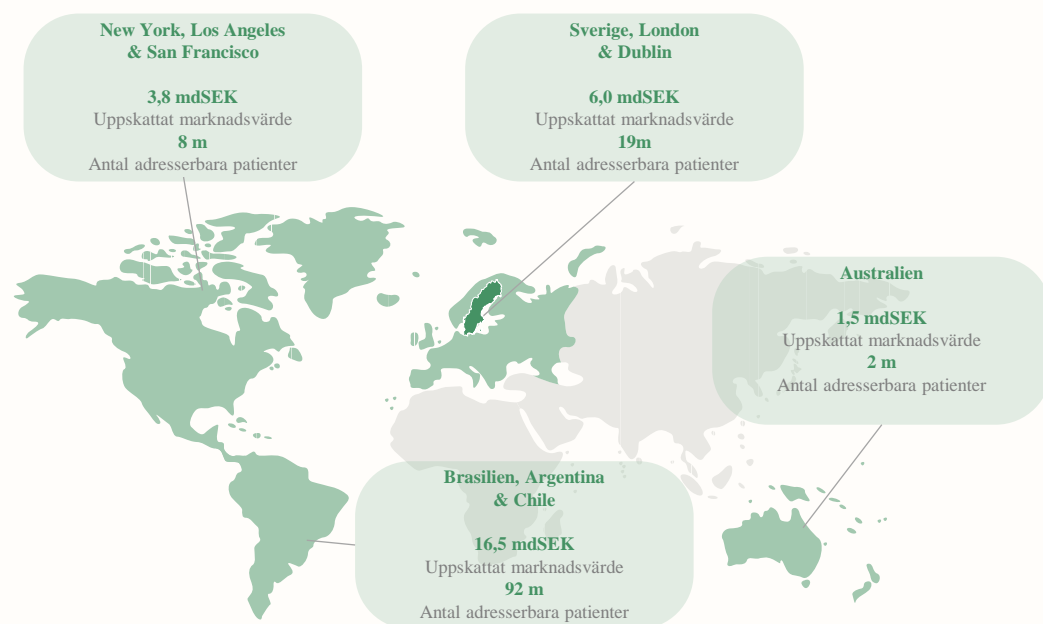 New York, Los Angeles
& San Francisco
3,8 mdSEK
Uppskattat marknadsvärde
8 m
Antal adresserbara patienter
Sverige, London
& Dublin
6,0 mdSEK
Uppskattat marknadsvärde
19m
Antal adresserbara patienter
Australien
1,5 mdSEK
Uppskattat marknadsvärde
2 m
Antal adresserbara patienter
Brasilien, Argentina
& Chile
16,5 mdSEK
Uppskattat marknadsvärde
92 m
Antal adresserbara patienter